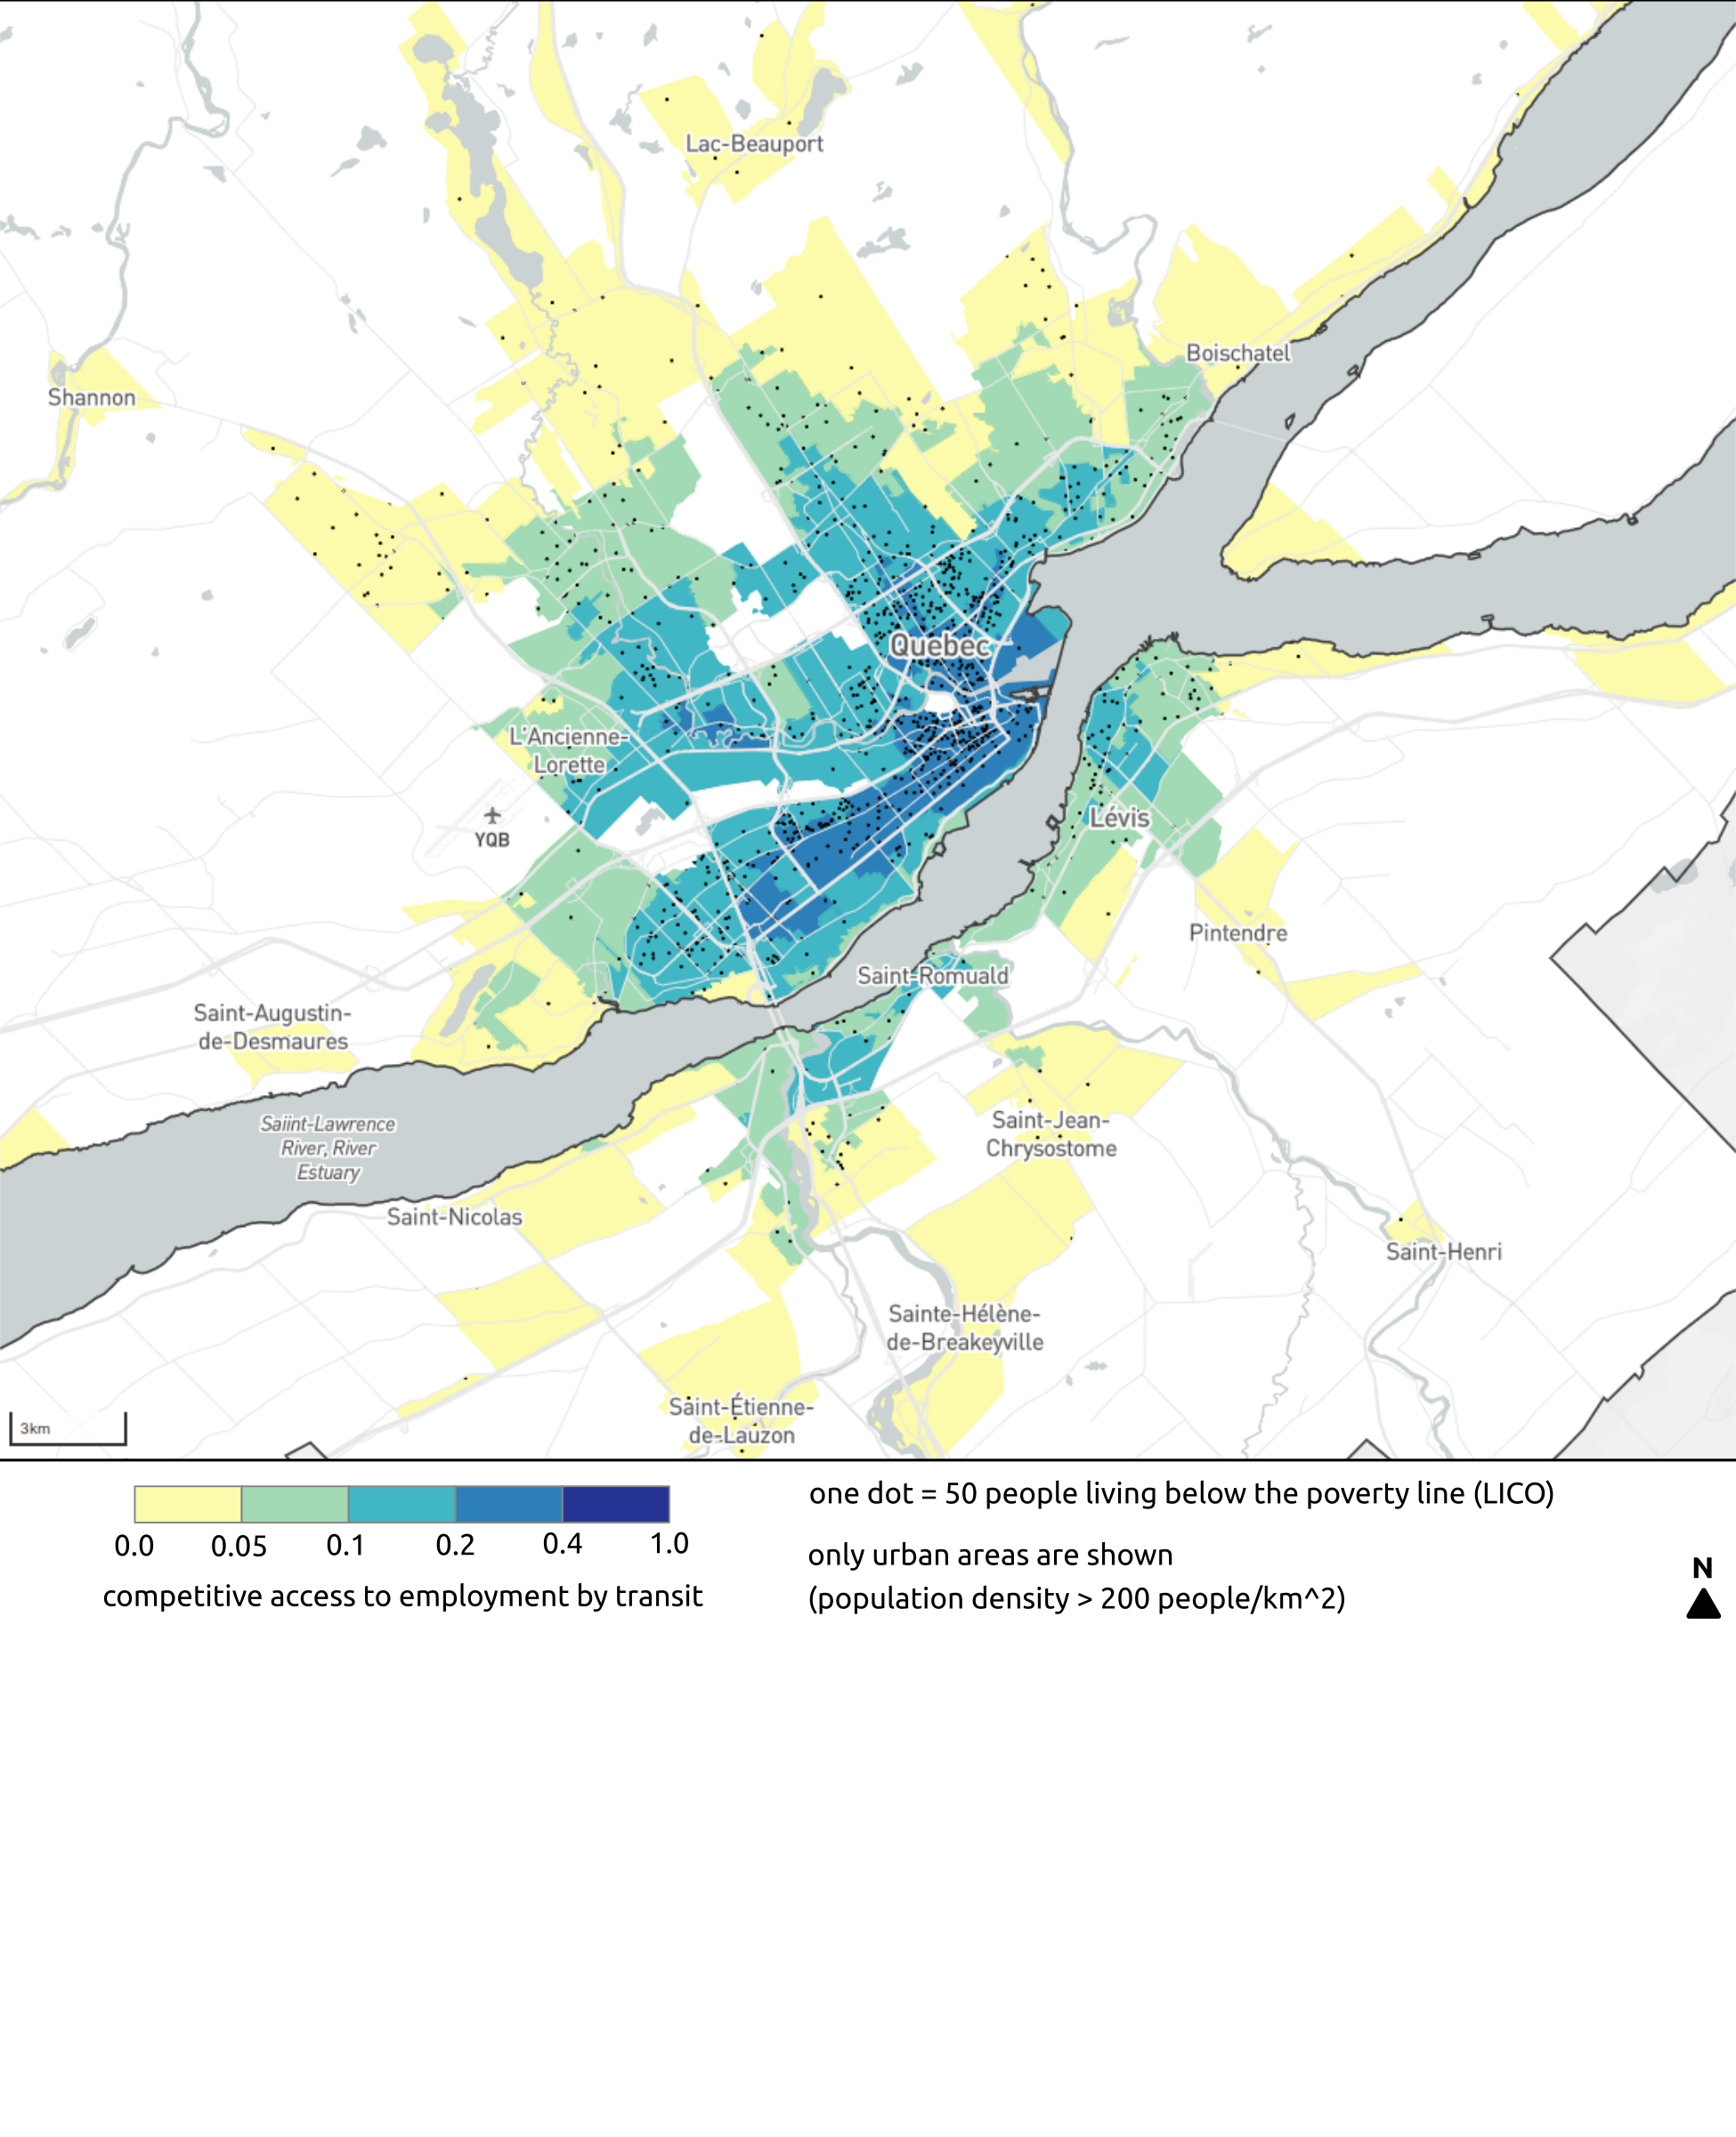 Lac-Beauport
Boischatel
Shannon
Quebec
L'Ancienne-
Lorette
YQB
Lévis
Pintendre
Saint-Romuald
Saint-Augustin-
de-Desmaures
Saint-Jean-
Chrysostome
Saiint-Lawrence
River, River
Estuary
Saint-Nicolas
Saint-Henri
Sainte-Hélène-
de-Breakeyville
Saint-Étienne-
de-Lauzon
3km
0.0 0.05 0.1 0.2 0.4 1.0
competitive access to employment by transit
one dot = 50 people living below the poverty line (LICO)
only urban areas are shown
(population density > 200 people/km^2)
N